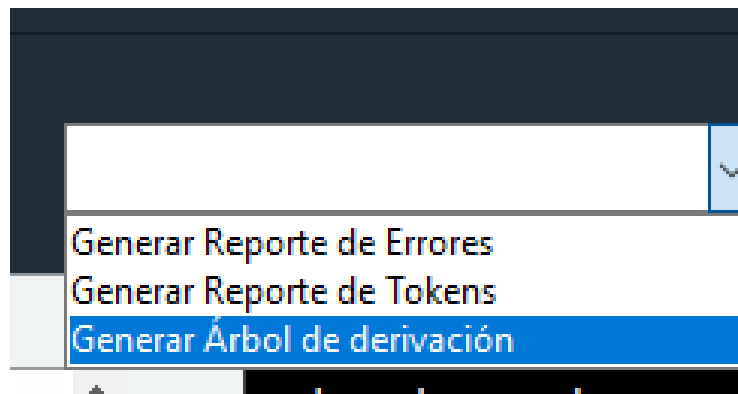 Generar Reporte de Errores
Generar Reporte de Tokens
Generar Árbol de derivación